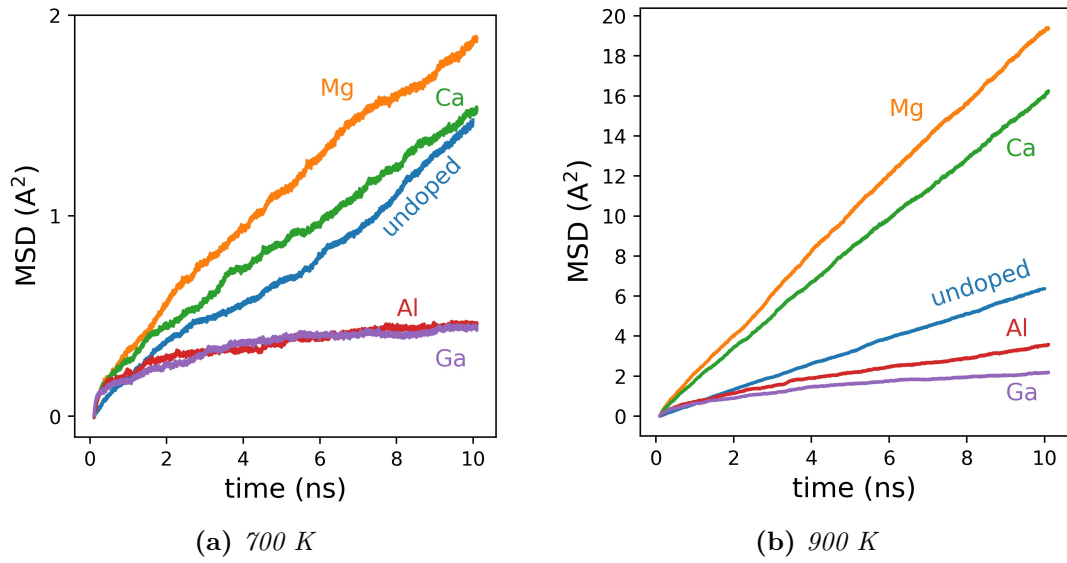 2
1
0
MSD (A²)
Mg
Ca
undoped
Al
Ga
0 2 4 6 8 10
time (ns)
(a) 700 K
20
18
16
14
12
10
8
6
4
2
0
MSD (A²)
Mg
Ca
undoped
Al
Ga
0 2 4 6 8 10
time (ns)
(b) 900 K